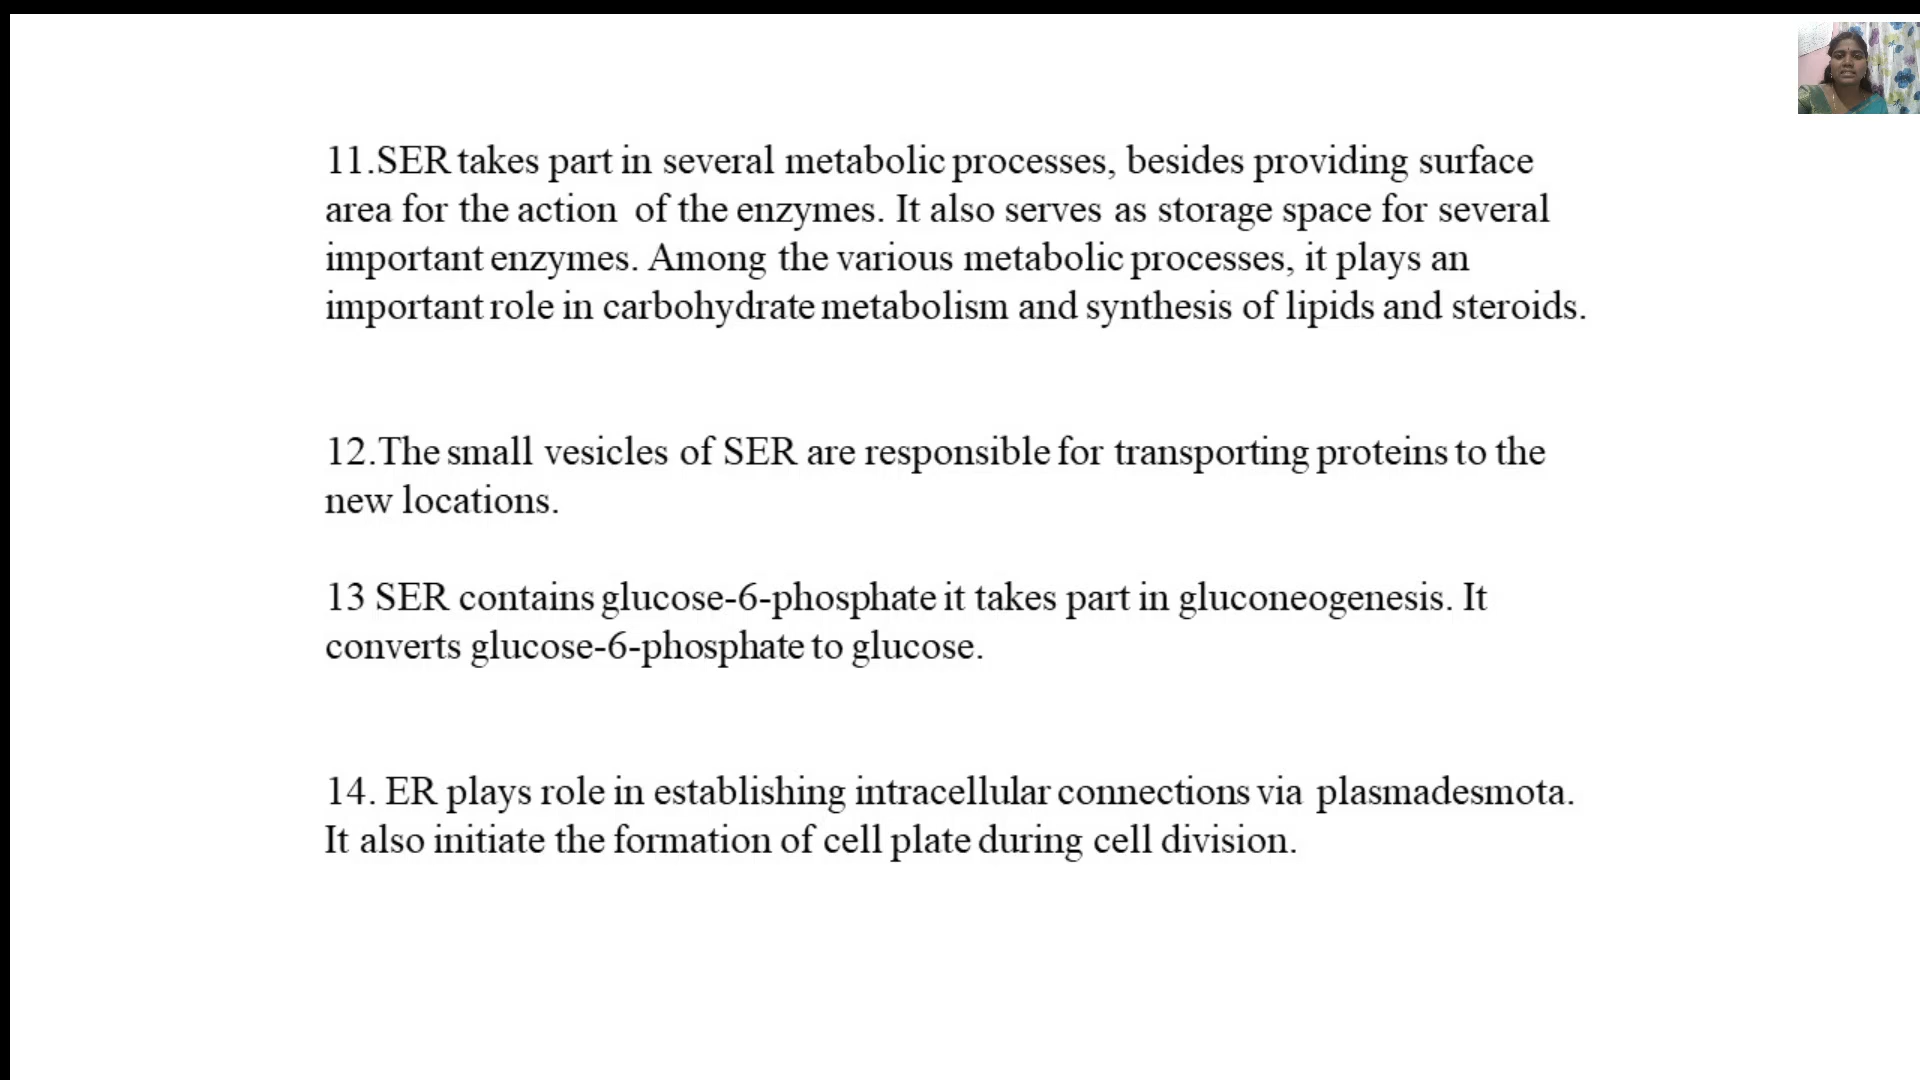 11.SER takes part in several metabolic processes, besides providing surface
area for the action of the enzymes. It also serves as storage space for several
important enzymes. Among the various metabolic processes, it plays an
important role in carbohydrate metabolism and synthesis of lipids and steroids.
12.The small vesicles of SER are responsible for transporting proteins to the
new locations.
13 SER contains glucose-6-phosphate it takes part in gluconeogenesis. It
converts glucose-6-phosphate to glucose.
14. ER plays role in establishing intracellular connections via plasmadesmota.
It also initiate the formation of cell plate during cell division.